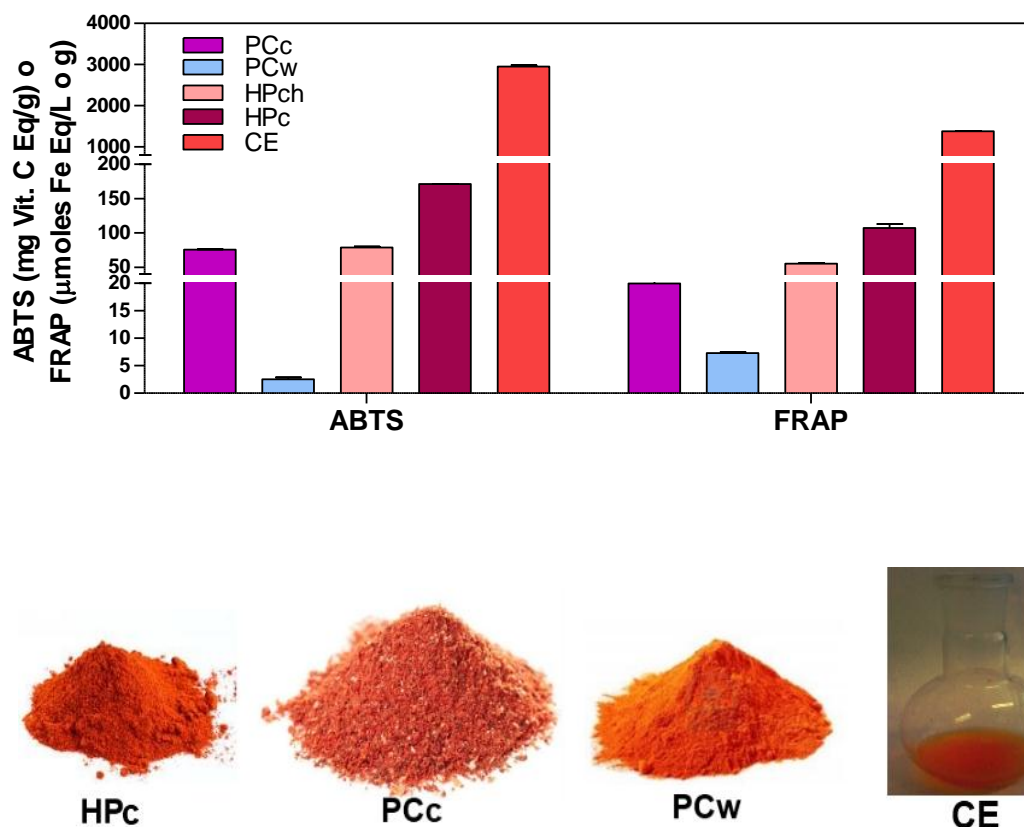 ABTS (mg Vit. C Eq/g) o
FRAP (μmoles Fe Eq/L o g)
4000
3000
2000
1000
200
150
100
50
20
15
10
5
0
PCc
PCw
HPch
HPc
CE
ABTS
FRAP
HPc
PCc
PCw
CE